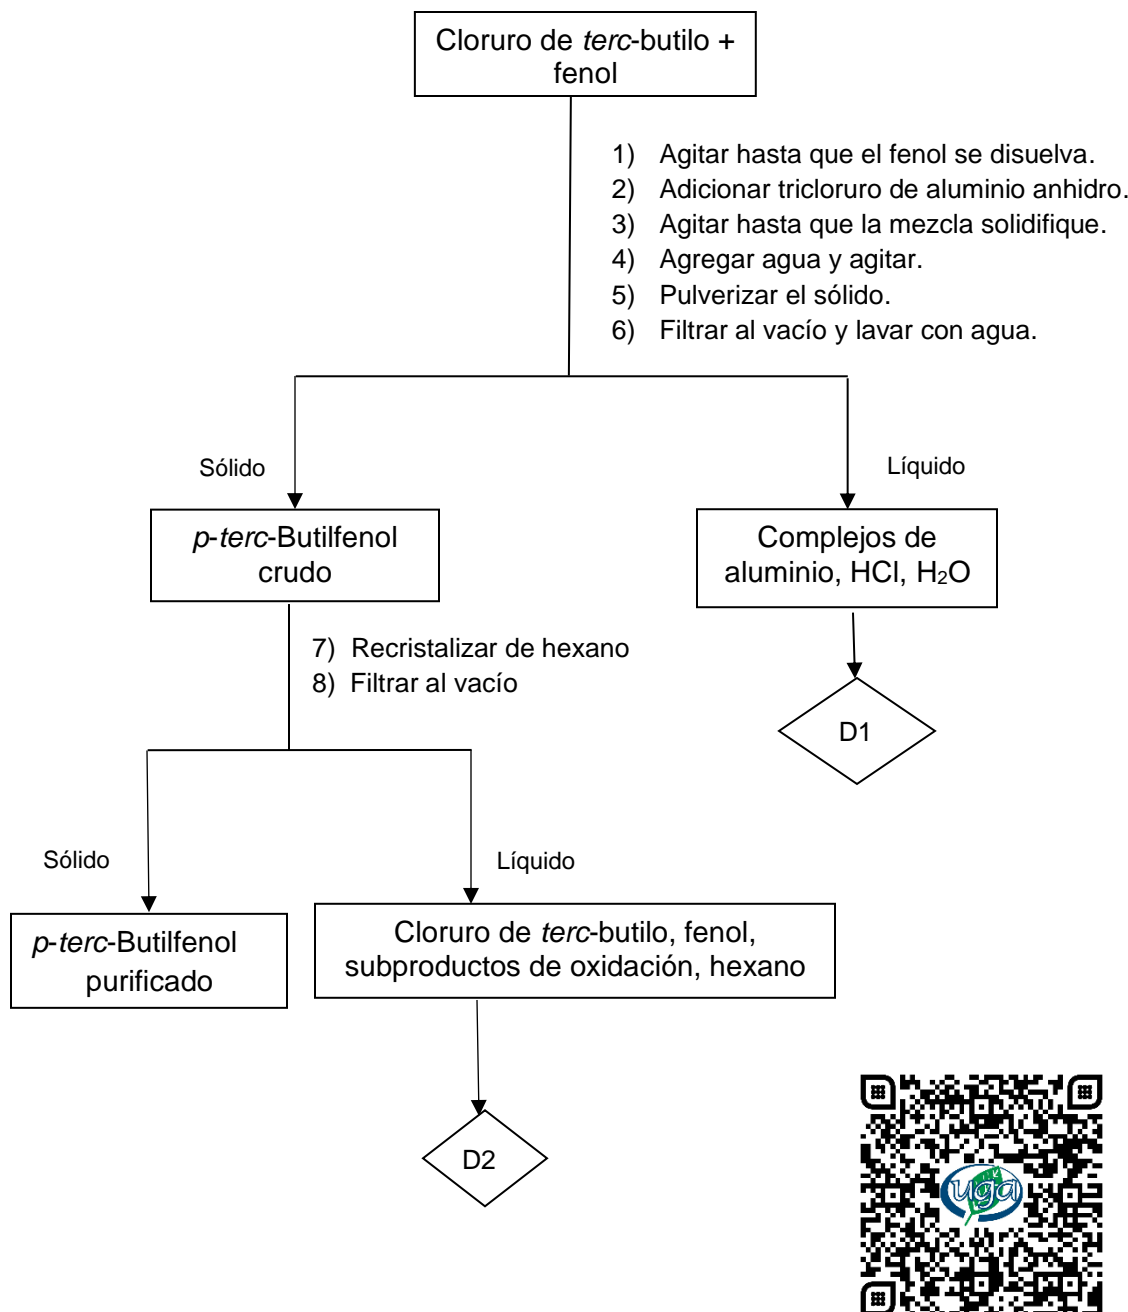 Cloruro de terc-butilo +
fenol
1) Agitar hasta que el fenol se disuelva.
2) Adicionar tricloruro de aluminio anhidro.
3) Agitar hasta que la mezcla solidifique.
4) Agregar agua y agitar.
5) Pulverizar el sólido.
6) Filtrar al vacío y lavar con agua.
Sólido
Líquido
p-terc-Butilfenol
crudo
Complejos de
aluminio, HCl, H₂O
7) Recristalizar de hexano
8) Filtrar al vacío
D1
Sólido
Líquido
p-terc-Butilfenol
purificado
Cloruro de terc-butilo, fenol,
subproductos de oxidación, hexano
D2
uga